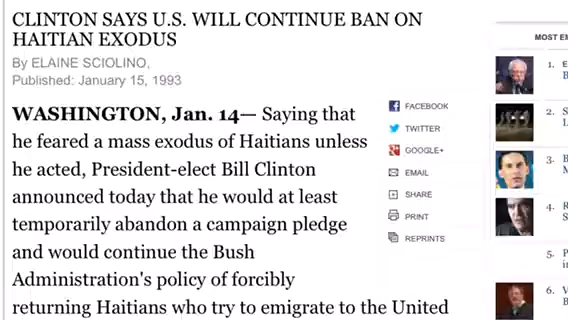 CLINTON SAYS U.S. WILL CONTINUE BAN ON
HAITIAN EXODUS
By ELAINE SCIOLINO,
Published: January 15, 1993
WASHINGTON, Jan. 14— Saying that
he feared a mass exodus of Haitians unless
he acted, President-elect Bill Clinton
announced today that he would at least
temporarily abandon a campaign pledge
and would continue the Bush
Administration's policy of forcibly
returning Haitians who try to emigrate to the United
FACEBOOK
TWITTER
GOOGLE+
EMAIL
SHARE
PRINT
REPRINTS
MOST EM
1. E
B
2. S
L
3. B
M
4. R
S
5. P
in
6. V
B